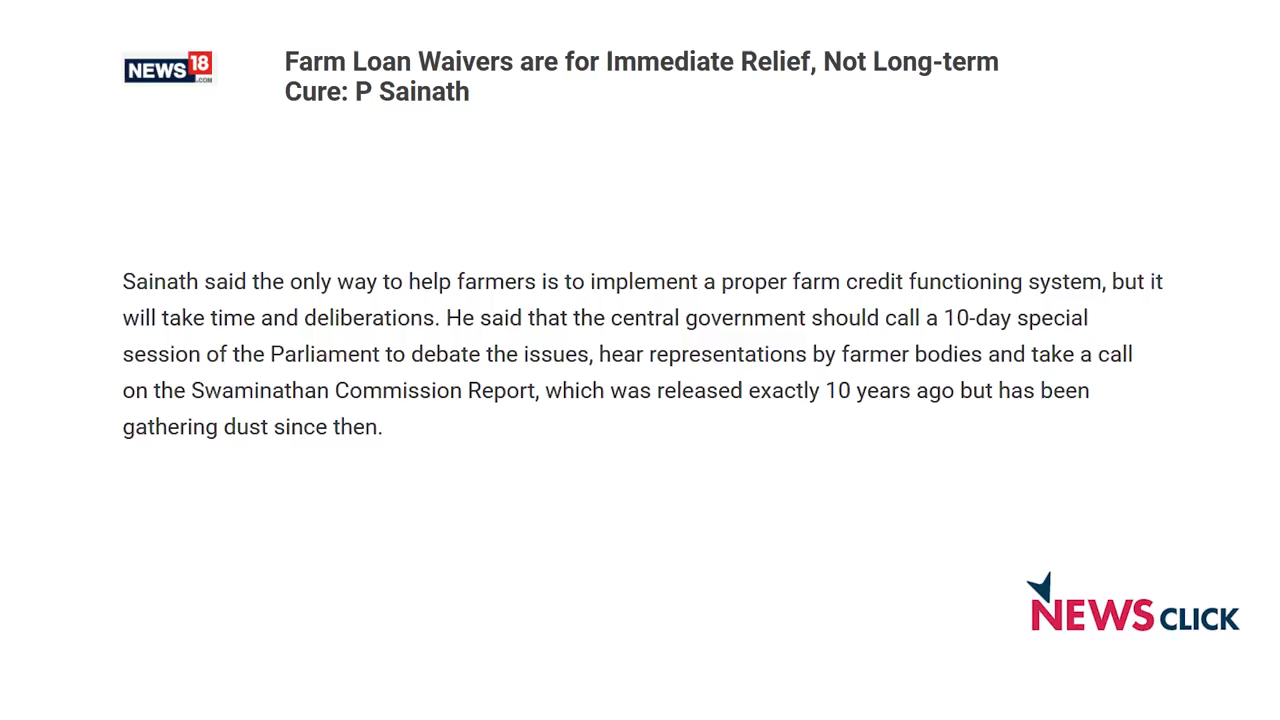 NEWS 18 .COM
Farm Loan Waivers are for Immediate Relief, Not Long-term
Cure: P Sainath
Sainath said the only way to help farmers is to implement a proper farm credit functioning system, but it
will take time and deliberations. He said that the central government should call a 10-day special
session of the Parliament to debate the issues, hear representations by farmer bodies and take a call
on the Swaminathan Commission Report, which was released exactly 10 years ago but has been
gathering dust since then.
NEWS CLICK